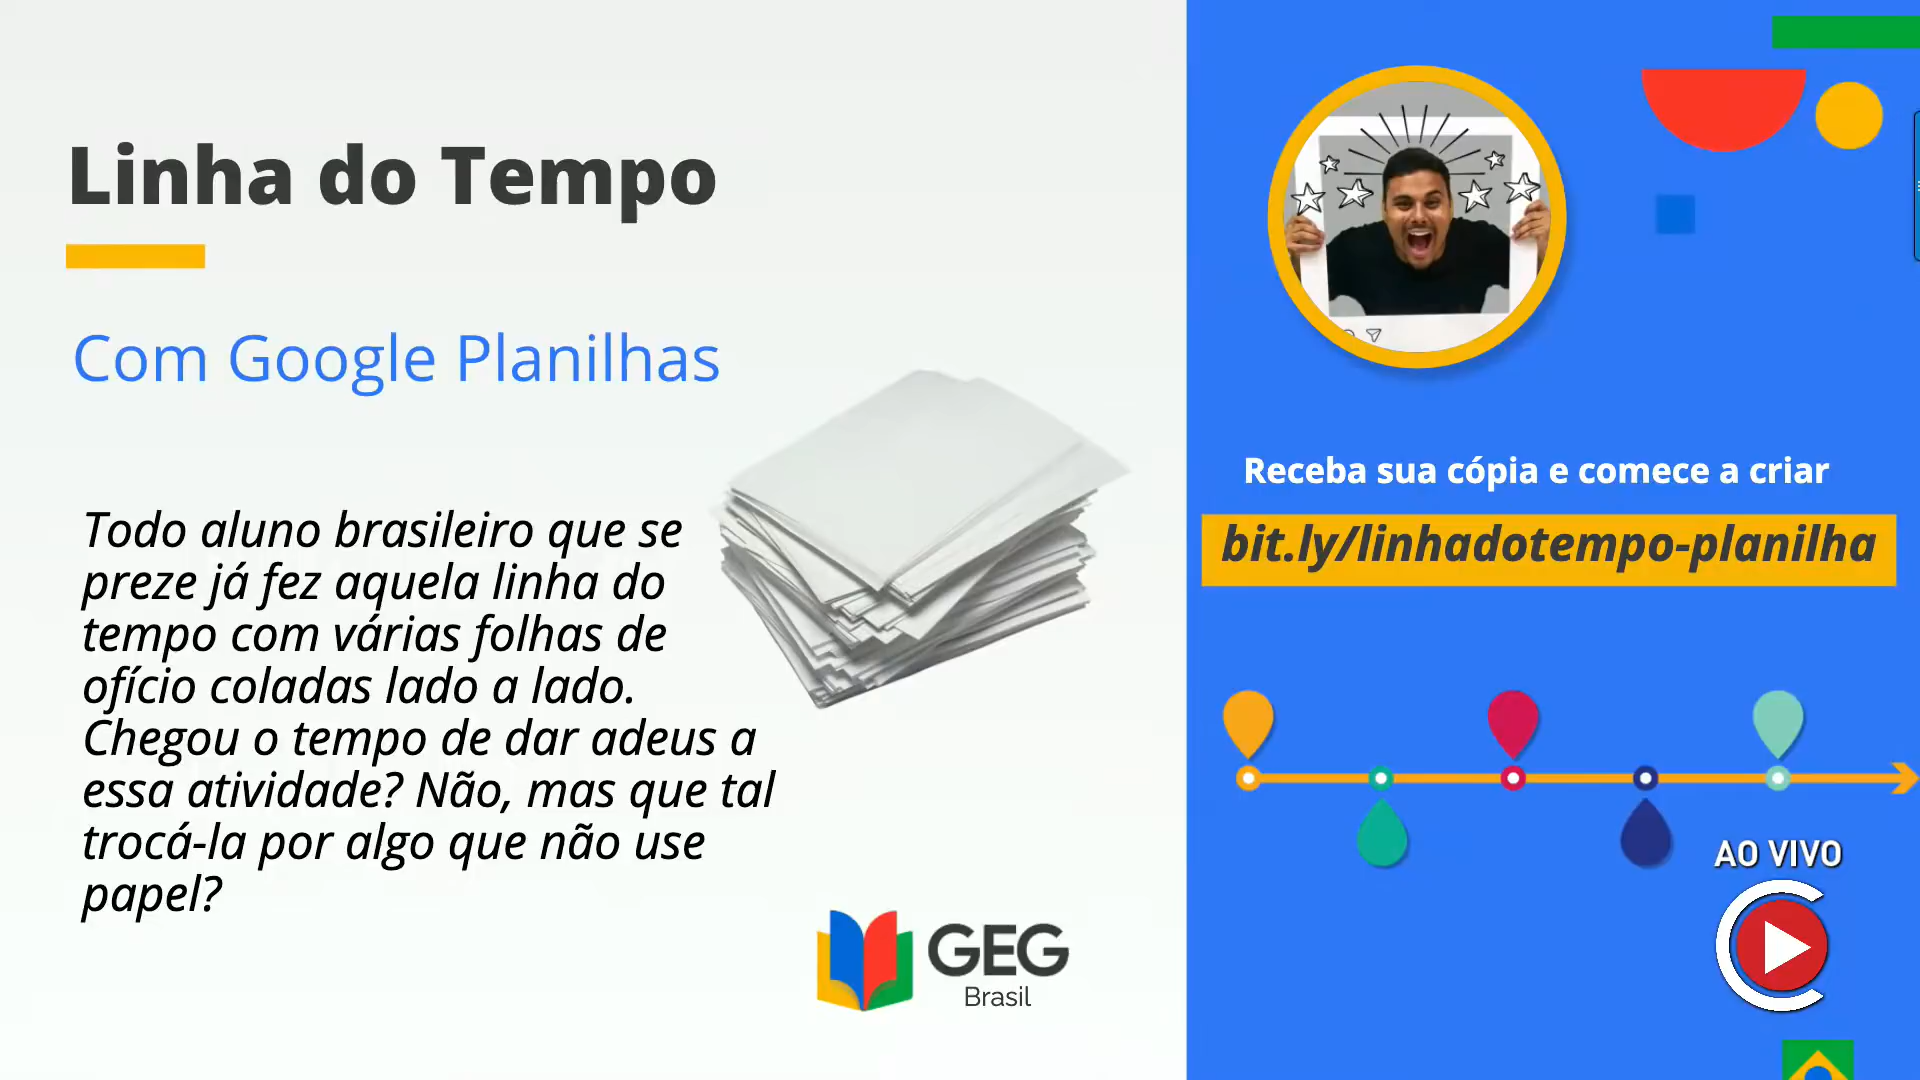 Linha do Tempo
Com Google Planilhas
Todo aluno brasileiro que se
preze já fez aquela linha do
tempo com várias folhas de
ofício coladas lado a lado.
Chegou o tempo de dar adeus a
essa atividade? Não, mas que tal
trocá-la por algo que não use
papel?
GEG
Brasil
Receba sua cópia e comece a criar
bit.ly/linhadotempo-planilha
AO VIVO